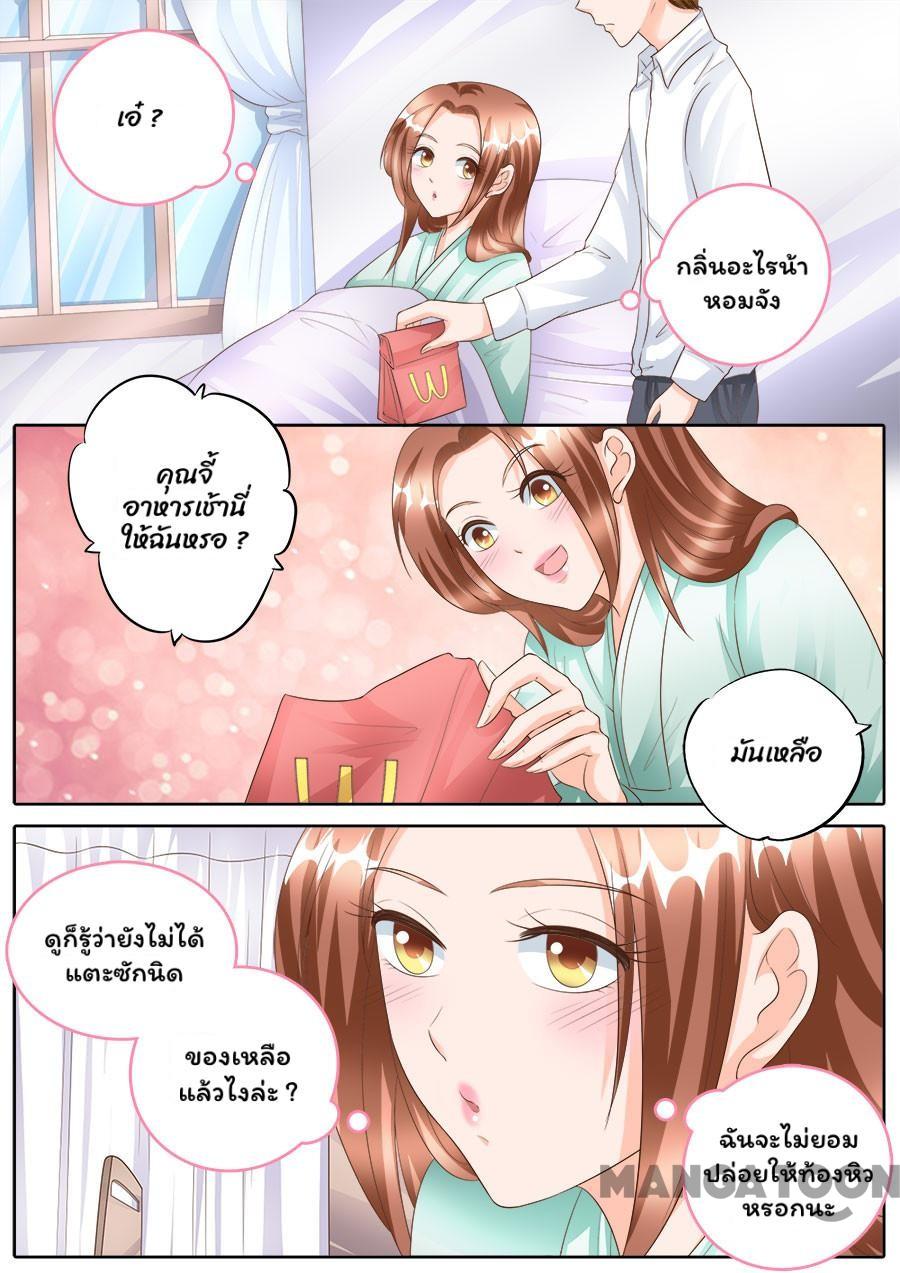 เอ๋ ?
กลิ่นอะไรน้า
หอมจัง
W
คุณจี้
อาหารเช้านี่
ให้ฉันหรอ ?
W
มันเหลือ
ดูก็รู้ว่ายังไม่ได้
แตะซักนิด
ของเหลือ
แล้วไงล่ะ ?
ฉันจะไม่ยอม
ปล่อยให้ท้องหิว
หรอกนะ
MANGATOON